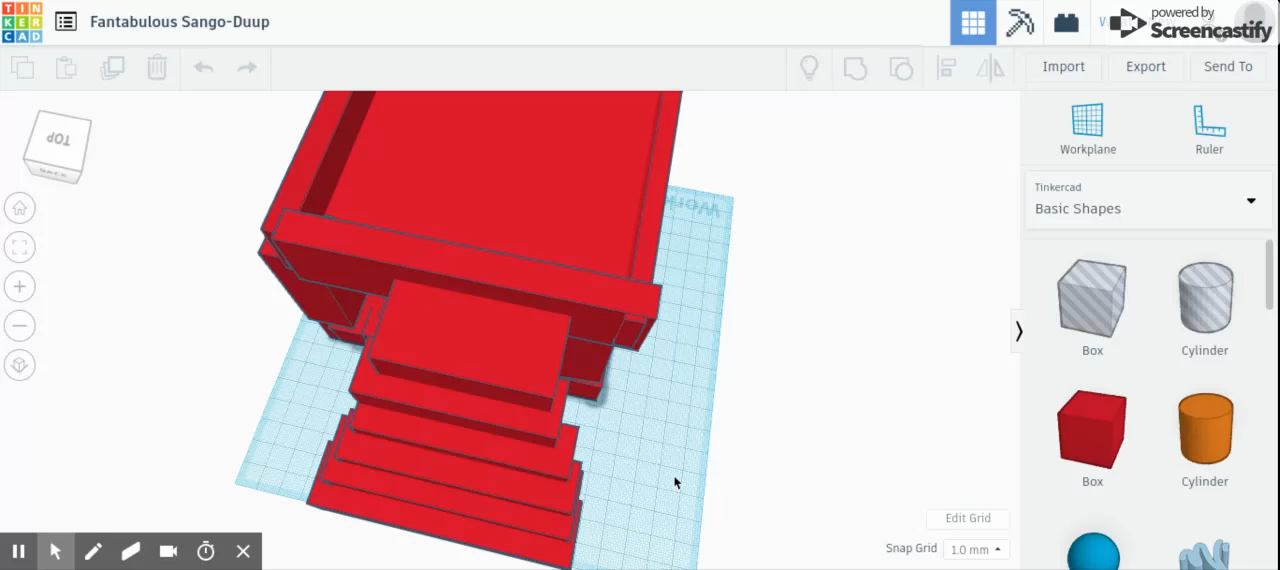 TIN
KER
CAD
Fantabulous Sango-Duup
powered by
Screencastify
Import
Export
Send To
TOP
BACK
Workplane
Ruler
Tinkercad
Basic Shapes
Box
Cylinder
Box
Cylinder
Edit Grid
Snap Grid
1.0 mm